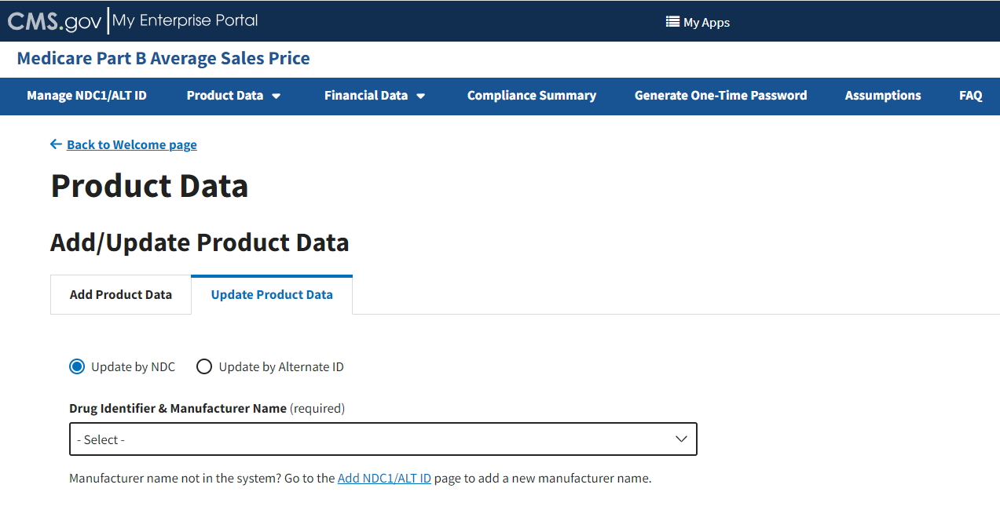 CMS.gov My Enterprise Portal My Apps
Medicare Part B Average Sales Price
Manage NDC1/ALT ID Product Data Financial Data Compliance Summary Generate One-Time Password Assumptions FAQ
Back to Welcome page
Product Data
Add/Update Product Data
Add Product Data Update Product Data
Update by NDC Update by Alternate ID
Drug Identifier & Manufacturer Name (required)
- Select -
Manufacturer name not in the system? Go to the Add NDC1/ALT ID page to add a new manufacturer name.